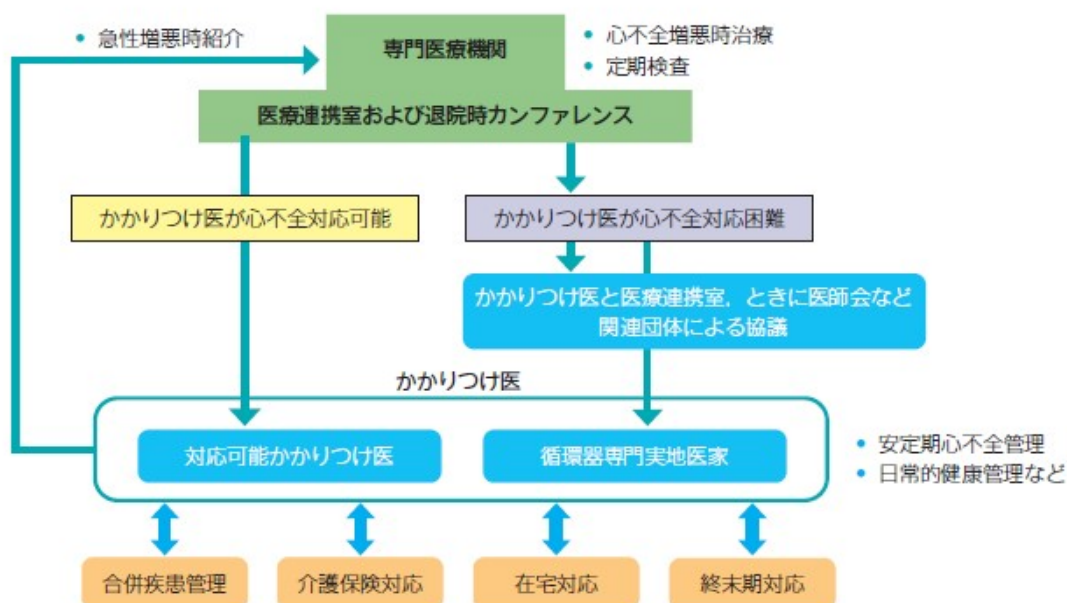 • 急性増悪時紹介
専門医療機関
• 心不全増悪時治療
• 定期検査
医療連携室および退院時カンファレンス
かかりつけ医が心不全対応可能
かかりつけ医が心不全対応困難
かかりつけ医と医療連携室，ときに医師会など
関連団体による協議
かかりつけ医
対応可能かかりつけ医
循環器専門実地医家
• 安定期心不全管理
• 日常的健康管理など
合併疾患管理
介護保険対応
在宅対応
終末期対応